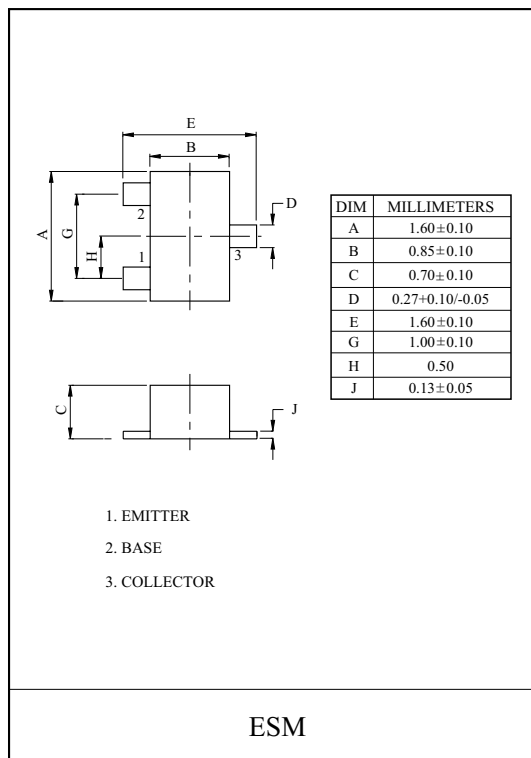 E
B
A
G
H
2
1
D
3
DIM MILLIMETERS
A 1.60±0.10
B 0.85±0.10
C 0.70±0.10
D 0.27+0.10/-0.05
E 1.60±0.10
G 1.00±0.10
H 0.50
J 0.13±0.05
C
J
1. EMITTER
2. BASE
3. COLLECTOR
ESM